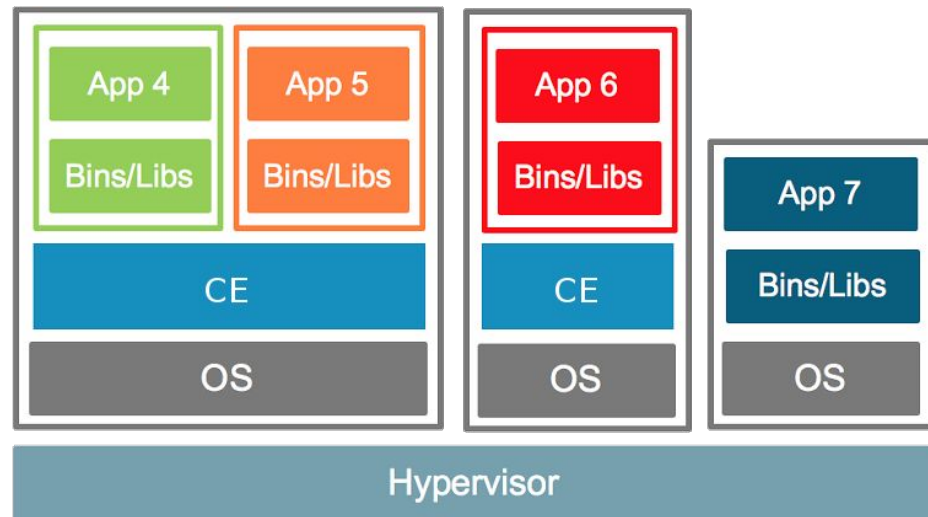 App 4
Bins/Libs
App 5
Bins/Libs
CE
OS
App 6
Bins/Libs
CE
OS
App 7
Bins/Libs
OS
Hypervisor